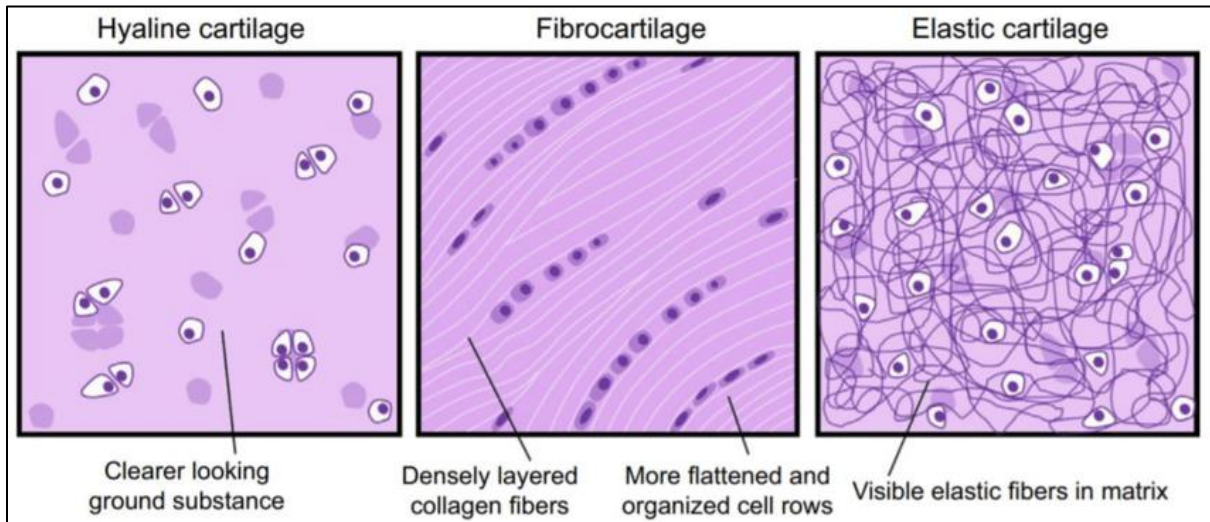 Hyaline cartilage
Fibrocartilage
Elastic cartilage
Clearer looking
ground substance
Densely layered
collagen fibers
More flattened and
organized cell rows
Visible elastic fibers in matrix